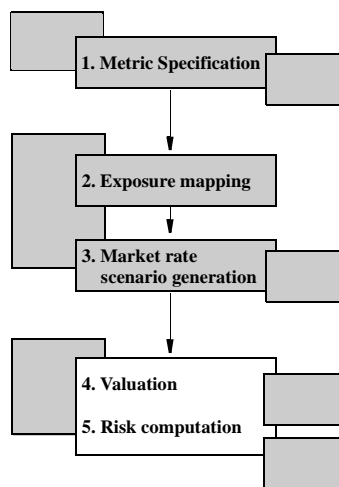 1. Metric Specification
2. Exposure mapping
3. Market rate
scenario generation
4. Valuation
5. Risk computation